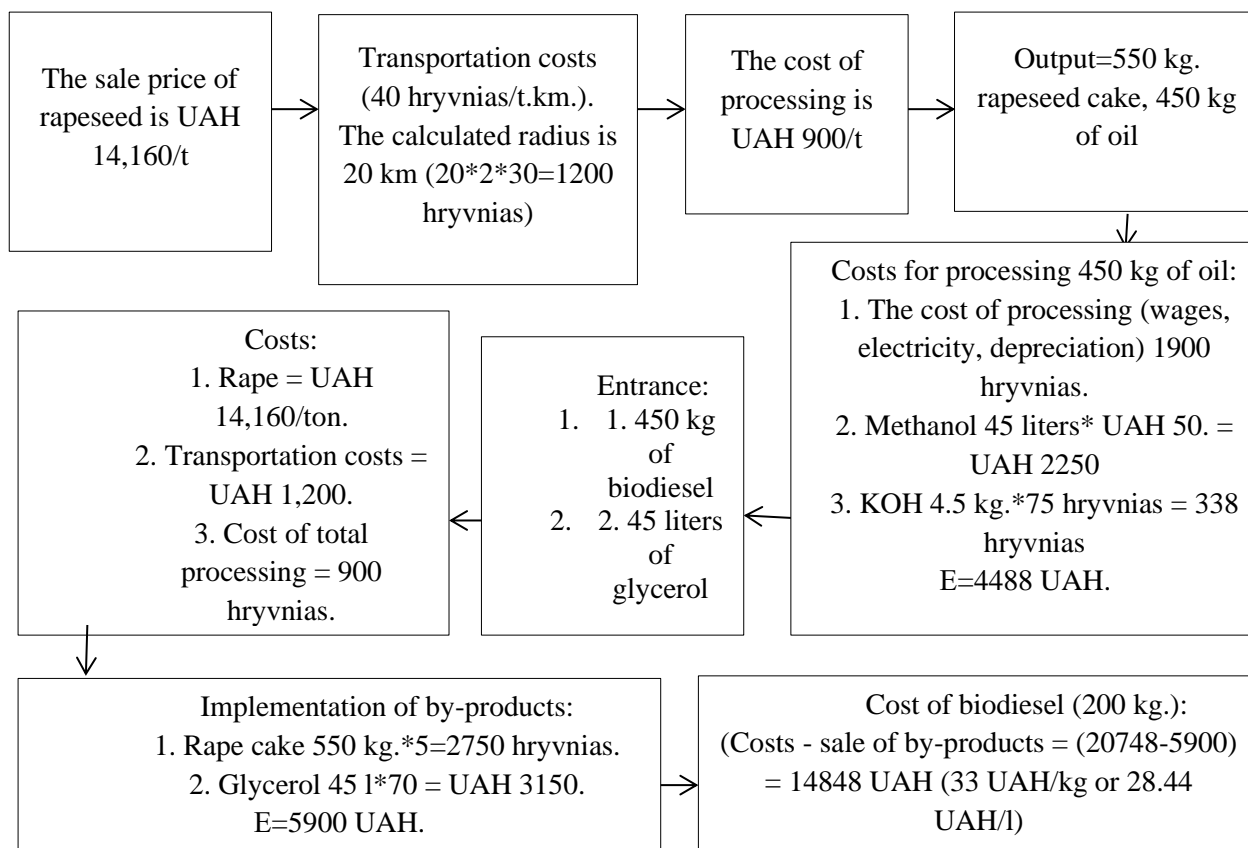 The sale price of
rapeseed is UAH
14,160/t
Transportation costs
(40 hryvnias/t.km.).
The calculated radius is
20 km (20*2*30=1200
hryvnias)
The cost of
processing is
UAH 900/t
Output=550 kg.
rapeseed cake, 450 kg
of oil
Costs for processing 450 kg of oil:
1. The cost of processing (wages,
electricity, depreciation) 1900
hryvnias.
2. Methanol 45 liters* UAH 50. =
UAH 2250
3. KOH 4.5 kg.*75 hryvnias = 338
hryvnias
E=4488 UAH.
Entrance:
1. 1. 450 kg
of
biodiesel
2. 2. 45 liters
of
glycerol
Costs:
1. Rape = UAH
14,160/ton.
2. Transportation costs =
UAH 1,200.
3. Cost of total
processing = 900
hryvnias.
Implementation of by-products:
1. Rape cake 550 kg.*5=2750 hryvnias.
2. Glycerol 45 l*70 = UAH 3150.
E=5900 UAH.
Cost of biodiesel (200 kg.):
(Costs - sale of by-products = (20748-5900)
= 14848 UAH (33 UAH/kg or 28.44
UAH/l)